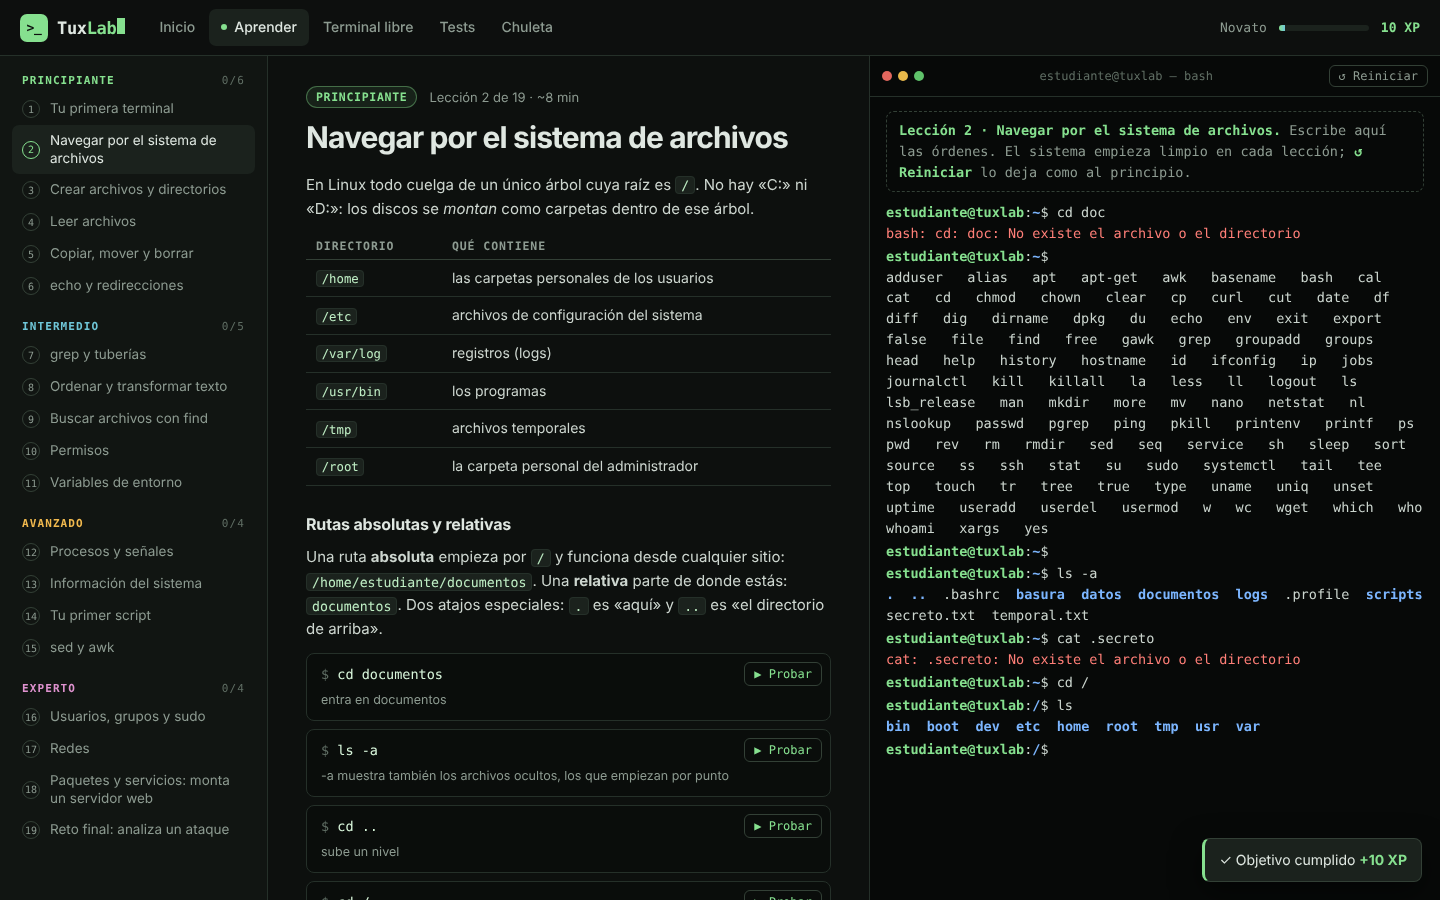 >_ TuxLab
Inicio
Aprender
Terminal libre
Tests
Chuleta
Novato
10 XP
PRINCIPIANTE 0/6
1 Tu primera terminal
2 Navegar por el sistema de
archivos
3 Crear archivos y directorios
4 Leer archivos
5 Copiar, mover y borrar
6 echo y redirecciones
INTERMEDIO 0/5
7 grep y tuberías
8 Ordenar y transformar texto
9 Buscar archivos con find
10 Permisos
11 Variables de entorno
AVANZADO 0/4
12 Procesos y señales
13 Información del sistema
14 Tu primer script
15 sed y awk
EXPERTO 0/4
16 Usuarios, grupos y sudo
17 Redes
18 Paquetes y servicios: monta
un servidor web
19 Reto final: analiza un ataque
PRINCIPIANTE Lección 2 de 19 · ~8 min
Navegar por el sistema de archivos
En Linux todo cuelga de un único árbol cuya raíz es /. No hay «C:» ni
«D:»: los discos se montan como carpetas dentro de ese árbol.
DIRECTORIO QUÉ CONTIENE
/home las carpetas personales de los usuarios
/etc archivos de configuración del sistema
/var/log registros (logs)
/usr/bin los programas
/tmp archivos temporales
/root la carpeta personal del administrador
Rutas absolutas y relativas
Una ruta absoluta empieza por / y funciona desde cualquier sitio:
/home/estudiante/documentos. Una relativa parte de donde estás:
documentos. Dos atajos especiales: . es «aquí» y .. es «el directorio
de arriba».
$ cd documentos ▶ Probar
entra en documentos
$ ls -a ▶ Probar
-a muestra también los archivos ocultos, los que empiezan por punto
$ cd .. ▶ Probar
sube un nivel
estudiante@tuxlab — bash ↺ Reiniciar
Lección 2 · Navegar por el sistema de archivos. Escribe aquí
las órdenes. El sistema empieza limpio en cada lección; ↺
Reiniciar lo deja como al principio.
estudiante@tuxlab:~$ cd doc
bash: cd: doc: No existe el archivo o el directorio
estudiante@tuxlab:~$
adduser alias apt apt-get awk basename bash cal
cat cd chmod chown clear cp curl cut date df
diff dig dirname dpkg du echo env exit export
false file find free gawk grep groupadd groups
head help history hostname id ifconfig ip jobs
journalctl kill killall la less ll logout ls
lsb_release man mkdir more mv nano netstat nl
nslookup passwd pgrep ping pkill printenv printf ps
pwd rev rm rmdir sed seq service sh sleep sort
source ss ssh stat su sudo systemctl tail tee
top touch tr tree true type uname uniq unset
uptime useradd userdel usermod w wc wget which who
whoami xargs yes
estudiante@tuxlab:~$
estudiante@tuxlab:~$ ls -a
. .. .bashrc basura datos documentos logs .profile scripts
secreto.txt temporal.txt
estudiante@tuxlab:~$ cat .secreto
cat: .secreto: No existe el archivo o el directorio
estudiante@tuxlab:~$ cd /
estudiante@tuxlab:/$ ls
bin boot dev etc home root tmp usr var
estudiante@tuxlab:/$
✓ Objetivo cumplido +10 XP